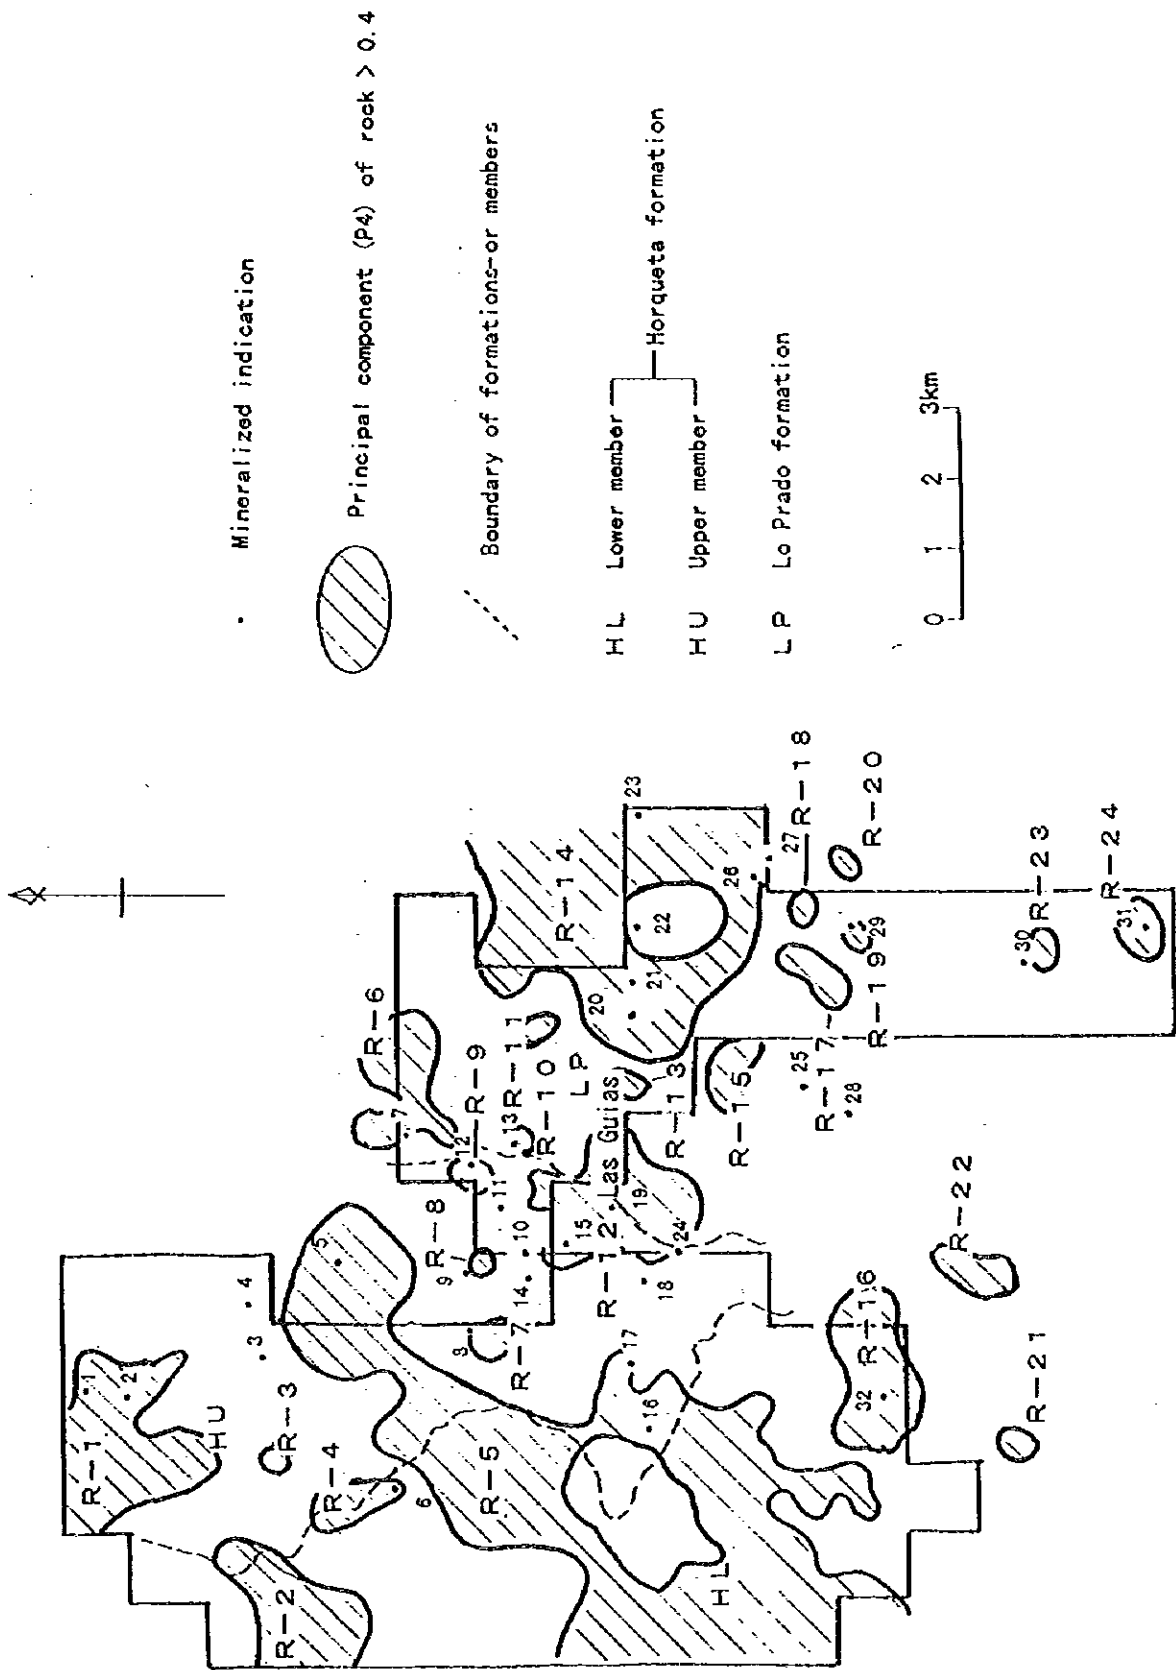 Mineralized indication
Principal component (P4) of rock > 0.4
Boundary of formations-or members
HL Lower member
HU Upper member
Horqueta formation
LP Lo Prado formation
0 1 2 3km
R-1
1
2
3
4
HU
R-3
R-2
R-4
5
6
R-5
R-6
7
R-8
9
12
R-9
8
R-7
14
10
11
13
R-11
R-10
LP
R-14
15
R-12
Las Guias
19
20
21
22
23
16
17
18
24
R-13
26
HL
R-15
25
27
R-18
R-17
28
29
R-19
R-20
32
R-16
R-22
R-21
30
R-23
31
R-24